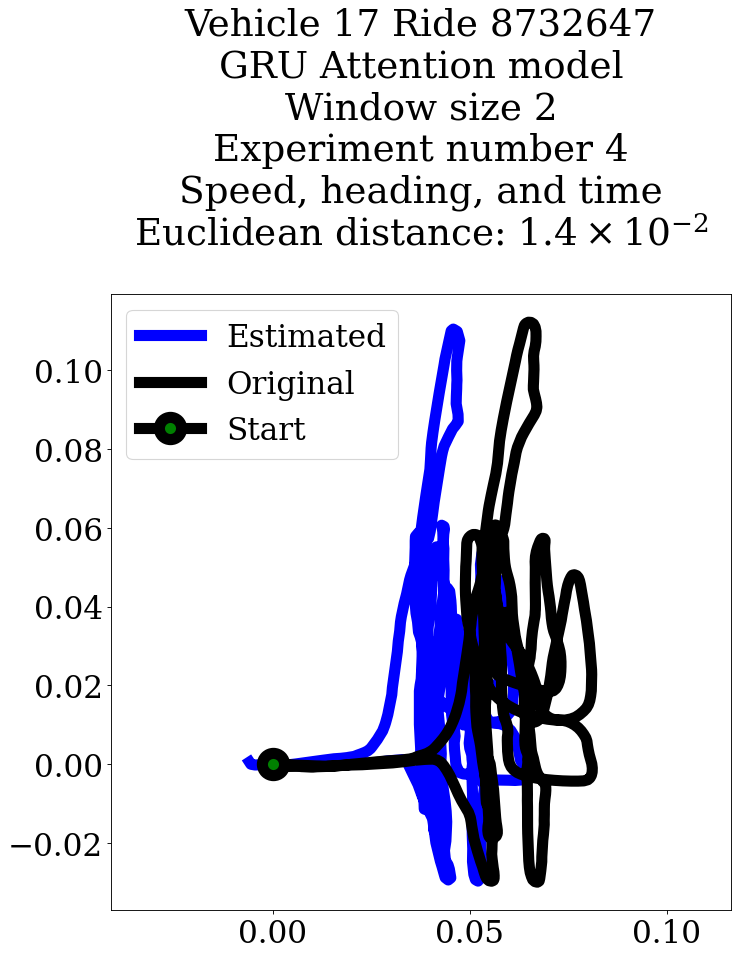 Vehicle 17 Ride 8732647
GRU Attention model
Window size 2
Experiment number 4
Speed, heading, and time
Euclidean distance: 1.4 × 10⁻²
Estimated
Original
Start
0.10
0.08
0.06
0.04
0.02
0.00
−0.02
0.00 0.05 0.10